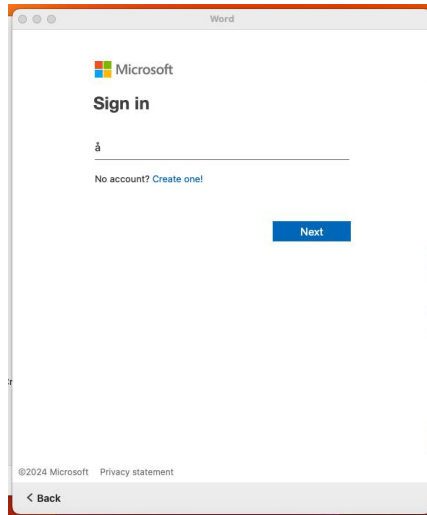 Word
Microsoft
Sign in
å
No account? Create one!
Next
©2024 Microsoft Privacy statement
< Back